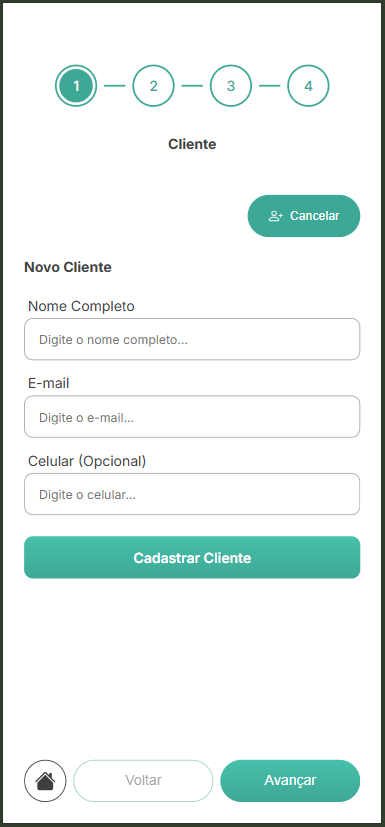 1 2 3 4
Cliente
Cancelar
Novo Cliente
Nome Completo
Digite o nome completo...
E-mail
Digite o e-mail...
Celular (Opcional)
Digite o celular...
Cadastrar Cliente
Voltar Avançar